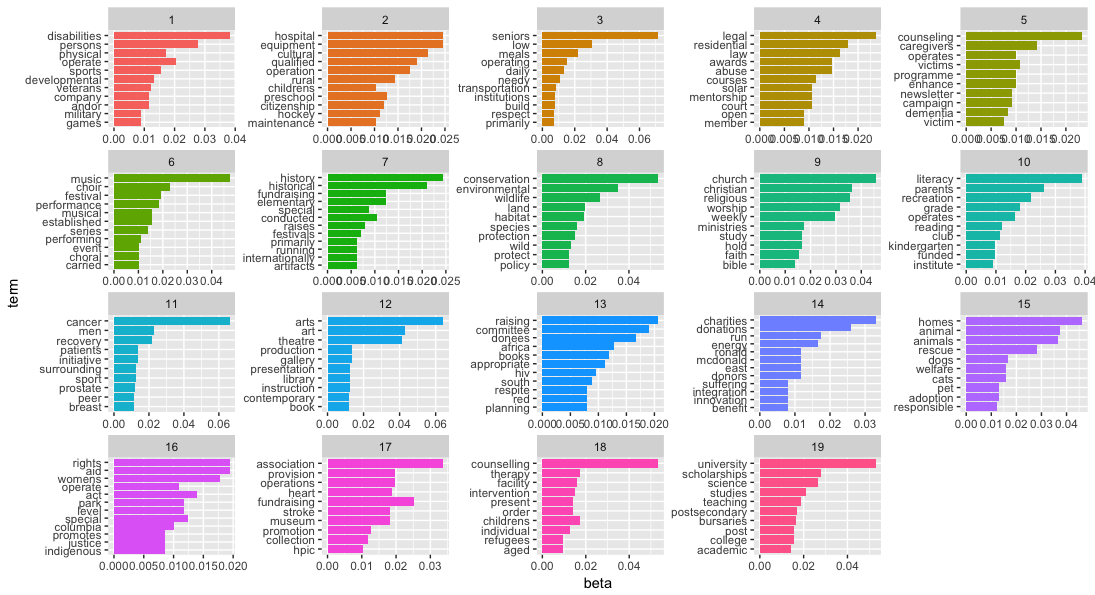 1
disabilities
persons
physical
operate
sports
developmental
veterans
company
andor
military
games
0.00 0.01 0.02 0.03 0.04
2
hospital
equipment
cultural
qualified
operation
rural
childrens
preschool
citizenship
hockey
maintenance
0.000 0.005 0.010 0.015 0.020 0.025
3
seniors
low
meals
operating
daily
needy
transportation
institutions
build
respect
primarily
0.00 0.02 0.04 0.06
4
legal
residential
law
awards
abuse
courses
solar
mentorship
court
open
member
0.000 0.005 0.010 0.015 0.020
5
counseling
caregivers
operates
victims
programme
enhance
newsletter
campaign
dementia
victim
0.000 0.005 0.010 0.015 0.020
6
music
choir
festival
performance
musical
established
series
performing
event
choral
carried
0.00 0.01 0.02 0.03 0.04
7
history
historical
fundraising
elementary
special
conducted
raises
festivals
primarily
running
internationally
artifacts
0.000 0.005 0.010 0.015 0.020 0.025
8
conservation
environmental
wildlife
land
habitat
species
protection
wild
protect
policy
0.00 0.02 0.04
9
church
christian
religious
worship
weekly
ministries
study
hold
faith
bible
0.00 0.01 0.02 0.03 0.04
10
literacy
parents
recreation
grade
operates
reading
club
kindergarten
funded
institute
0.00 0.01 0.02 0.03 0.04
term
11
cancer
men
recovery
patients
initiative
surrounding
sport
prostate
peer
breast
0.00 0.02 0.04 0.06
12
arts
art
theatre
production
gallery
presentation
library
instruction
contemporary
book
0.00 0.02 0.04 0.06
13
raising
committee
donees
africa
books
appropriate
hiv
south
respite
red
planning
0.000 0.005 0.010 0.015 0.020
14
charities
donations
run
energy
ronald
mcdonald
east
donors
suffering
integration
innovation
benefit
0.00 0.01 0.02 0.03
15
homes
animal
animals
rescue
dogs
welfare
cats
pet
adoption
responsible
0.00 0.02 0.04
16
rights
aid
womens
operate
act
park
level
special
columbia
promotes
justice
indigenous
0.000 0.005 0.010 0.015 0.020
17
association
provision
operations
heart
fundraising
stroke
museum
promotion
collection
hpic
0.00 0.01 0.02 0.03
18
counselling
therapy
facility
intervention
present
order
childrens
individual
refugees
aged
0.00 0.02 0.04
19
university
scholarships
science
studies
teaching
postsecondary
bursaries
post
college
academic
0.00 0.02 0.04
beta